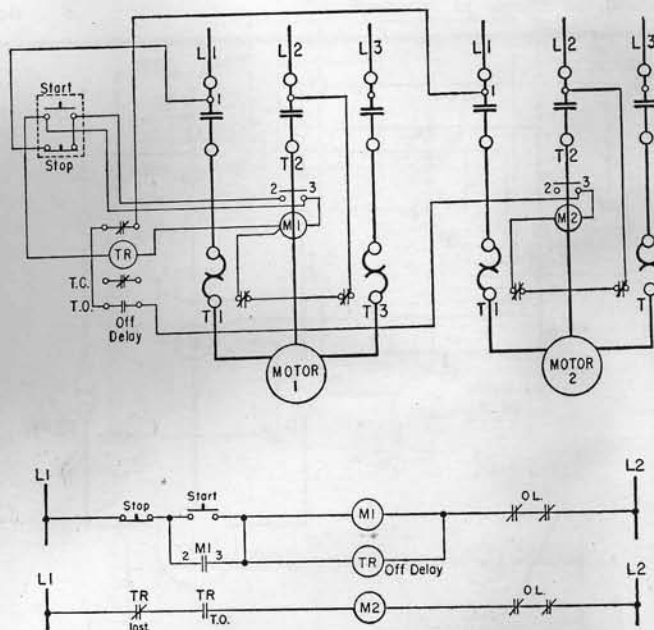 L1 L2 L3 L1 L2 L3
1 1
Start
Stop
T2 T2
2 3 2 3
M1 M2
TR
T.C.
T.O.
Off
Delay
T1 T3 T1 T
MOTOR
1
MOTOR
2
L1 L2
Stop Start O L.
M1
M1
2 3
TR Off Delay
L1 L2
TR TR O L.
M2
Inst. T.O.